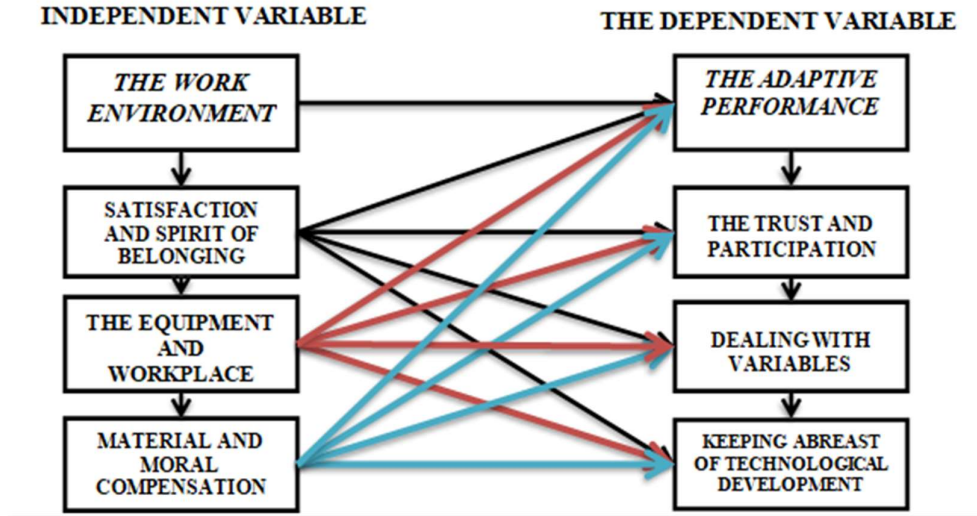 INDEPENDENT VARIABLE
THE WORK
ENVIRONMENT
SATISFACTION
AND SPIRIT OF
BELONGING
THE EQUIPMENT
AND
WORKPLACE
MATERIAL AND
MORAL
COMPENSATION
THE DEPENDENT VARIABLE
THE ADAPTIVE
PERFORMANCE
THE TRUST AND
PARTICIPATION
DEALING WITH
VARIABLES
KEEPING ABREAST
OF TECHNOLOGICAL
DEVELOPMENT